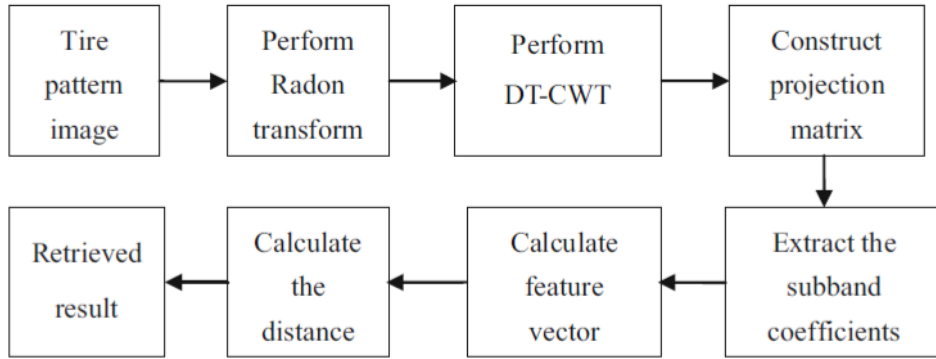 Tire
pattern
image
Perform
Radon
transform
Perform
DT-CWT
Construct
projection
matrix
Retrieved
result
Calculate
the
distance
Calculate
feature
vector
Extract the
subband
coefficients